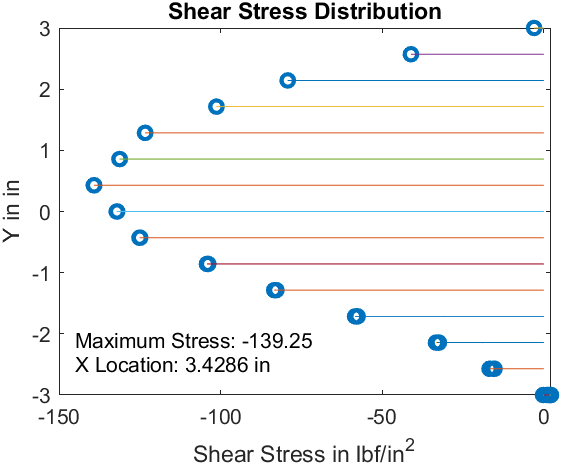 Shear Stress Distribution
3
2
1
0
-1
-2
-3
Y in in
Maximum Stress: -139.25
X Location: 3.4286 in
-150 -100 -50 0
Shear Stress in lbf/in²